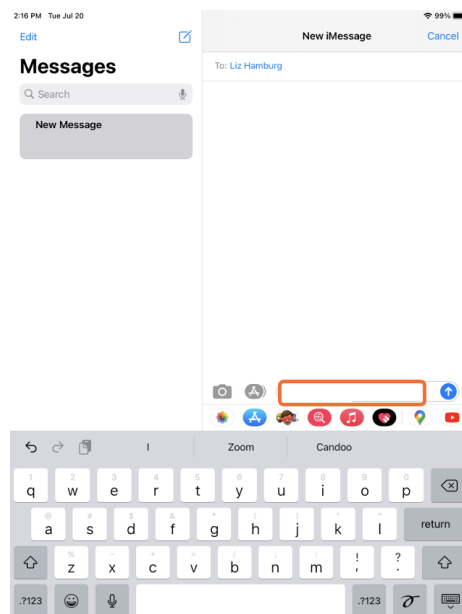 2:16 PM Tue Jul 20
99%
Edit
New iMessage
Cancel
Messages
To: Liz Hamburg
Search
New Message
I
Zoom
Candoo
1 2 3 4 5 6 7 8 9 0
q w e r t y u i o p
@ # $ & * ( ) ' "
a s d f g h j k l
return
% - + = / ; : ! ?
z x c v b n m , .
.?123
.?123